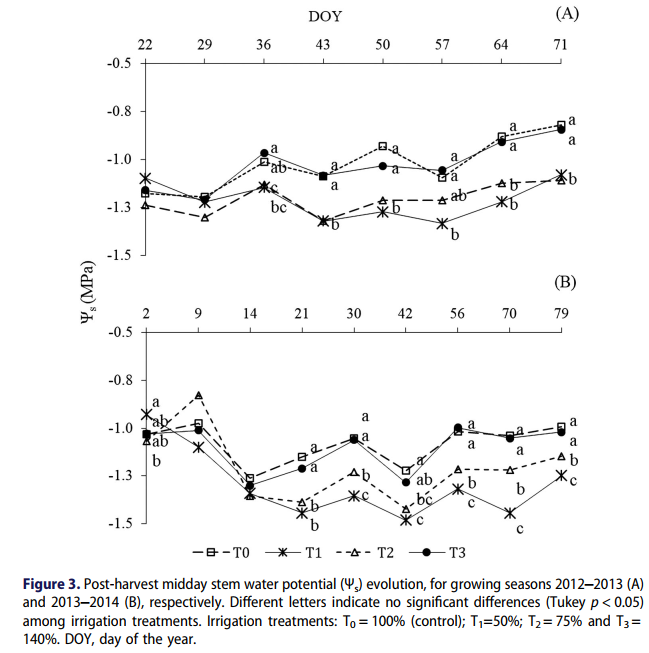 DOY
(A)
22 29 36 43 50 57 64 71
-0.5
-0.8
-1.0
-1.3
-1.5
a
ab
c
bc
a
a
b
a
a
b
a
a
ab
b
a
a
b
b
a
a
b
Ψs (MPa)
(B)
2 9 14 21 30 42 56 70 79
-0.5
-0.8
-1.0
-1.3
-1.5
a
ab
ab
b
a
a
b
b
a
a
b
c
a
ab
bc
c
a
a
b
c
a
a
b
c
a
a
b
c
T0 T1 T2 T3
Figure 3. Post-harvest midday stem water potential (Ψs) evolution, for growing seasons 2012–2013 (A)
and 2013–2014 (B), respectively. Different letters indicate no significant differences (Tukey p < 0.05)
among irrigation treatments. Irrigation treatments: T0 = 100% (control); T1=50%; T2 = 75% and T3 =
140%. DOY, day of the year.